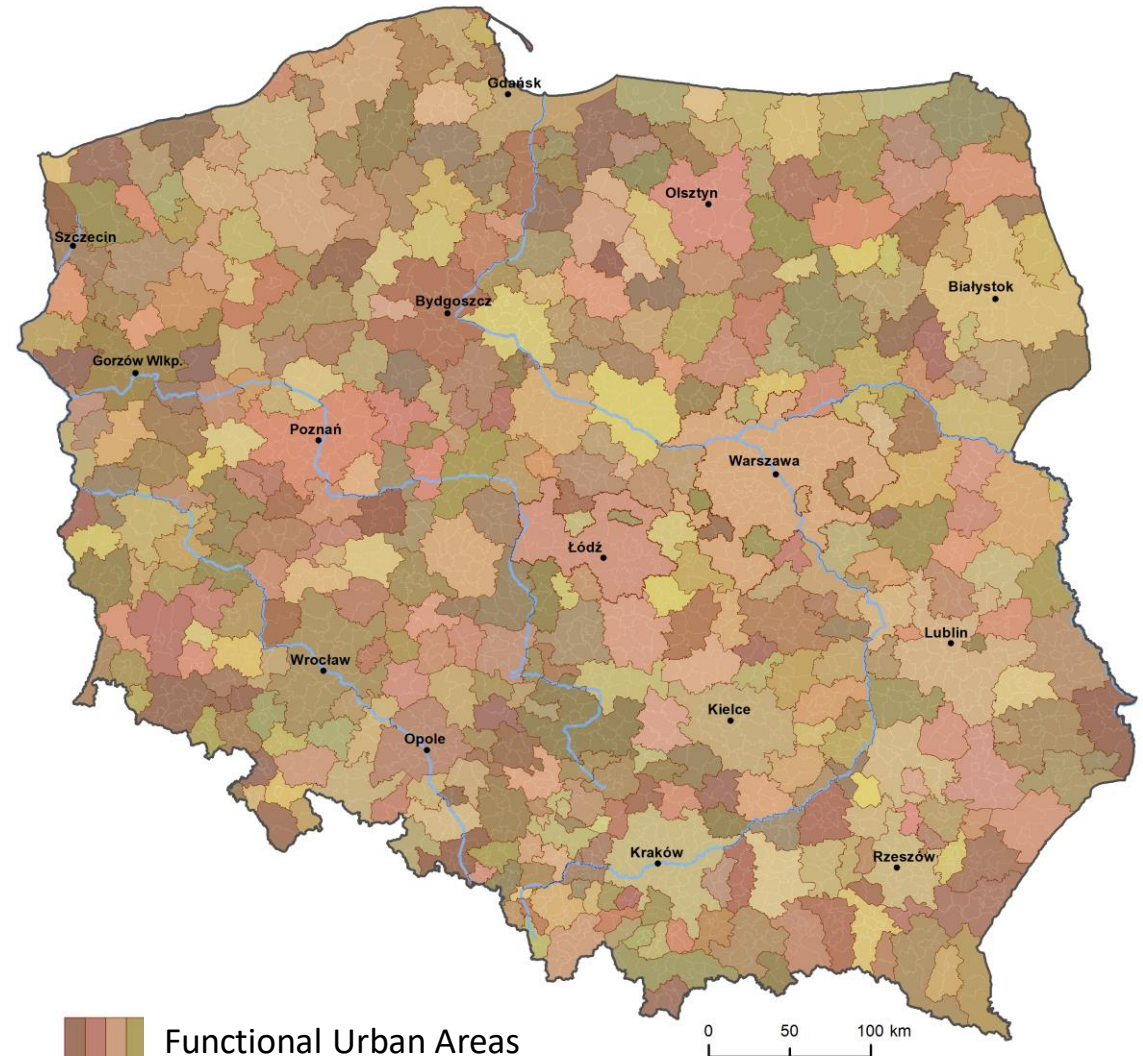 Gdańsk
Olsztyn
Szczecin
Białystok
Bydgoszcz
Gorzów Wlkp.
Poznań
Warszawa
Łódź
Lublin
Wrocław
Kielce
Opole
Kraków
Rzeszów
0 50 100 km
Functional Urban Areas